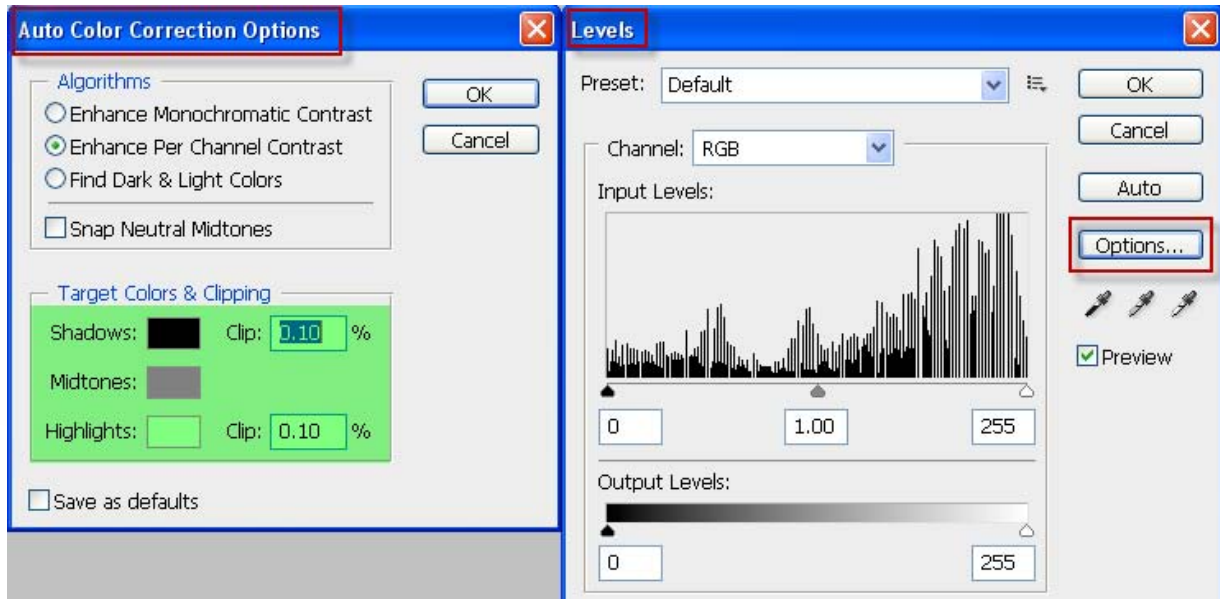 Auto Color Correction Options
Algorithms
Enhance Monochromatic Contrast
Enhance Per Channel Contrast
Find Dark & Light Colors
Snap Neutral Midtones
OK
Cancel
Target Colors & Clipping
Shadows: Clip: 0.10 %
Midtones:
Highlights: Clip: 0.10 %
Save as defaults
Levels
Preset: Default
Channel: RGB
Input Levels:
0 1.00 255
Output Levels:
0 255
OK
Cancel
Auto
Options...
Preview